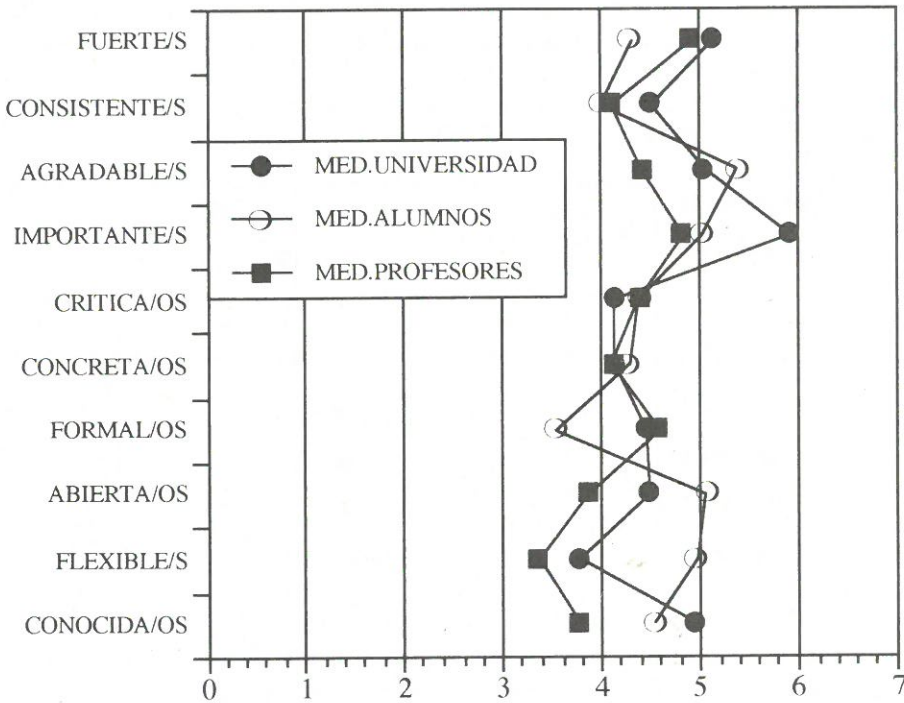 FUERTE/S
CONSISTENTE/S
AGRADABLE/S
IMPORTANTE/S
CRITICA/OS
CONCRETA/OS
FORMAL/OS
ABIERTA/OS
FLEXIBLE/S
CONOCIDA/OS
MED.UNIVERSIDAD
MED.ALUMNOS
MED.PROFESORES
0 1 2 3 4 5 6 7